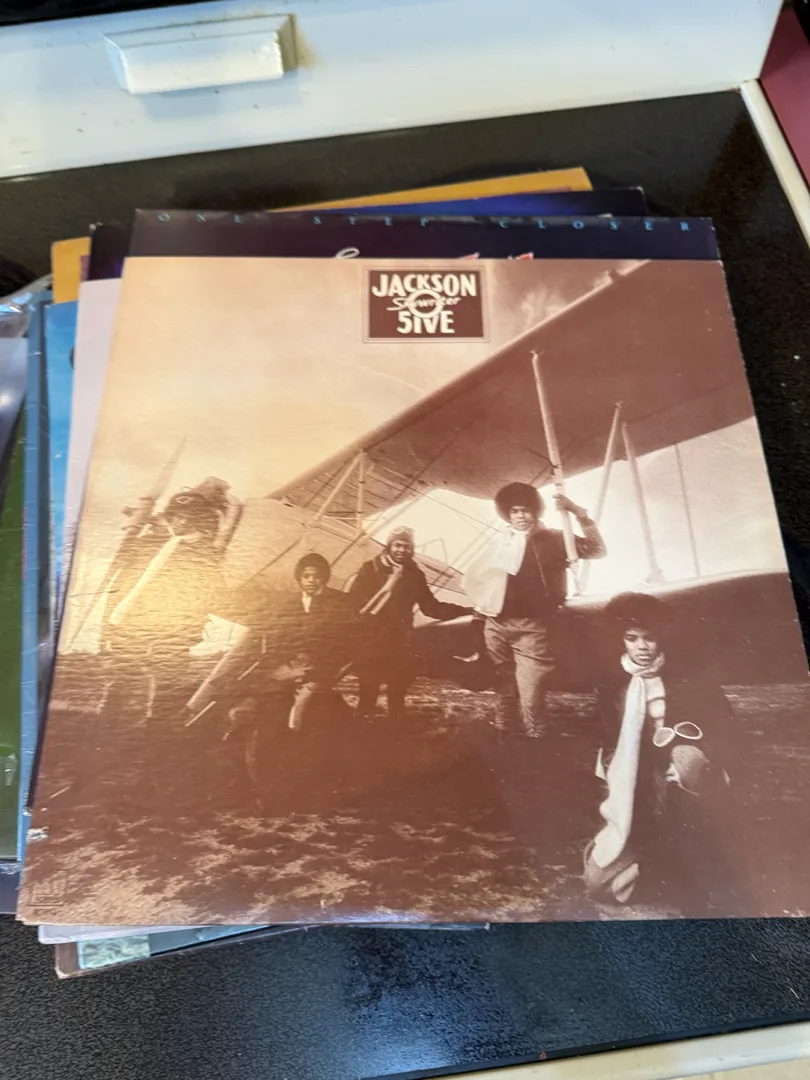 ONE STEP CLOSER
JACKSON
Skywriter
5IVE